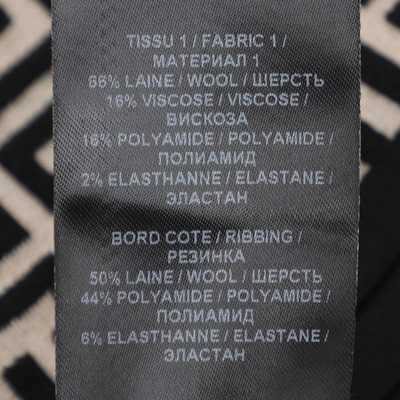 TISSU 1 / FABRIC 1 /
МАТЕРИАЛ 1
66% LAINE / WOOL / ШЕРСТЬ
16% VISCOSE / VISCOSE /
ВИСКОЗА
16% POLYAMIDE / POLYAMIDE /
ПОЛИАМИД
2% ELASTHANNE / ELASTANE /
ЭЛАСТАН
BORD COTE / RIBBING /
РЕЗИНКА
50% LAINE / WOOL / ШЕРСТЬ
44% POLYAMIDE / POLYAMIDE /
ПОЛИАМИД
6% ELASTHANNE / ELASTANE /
ЭЛАСТАН